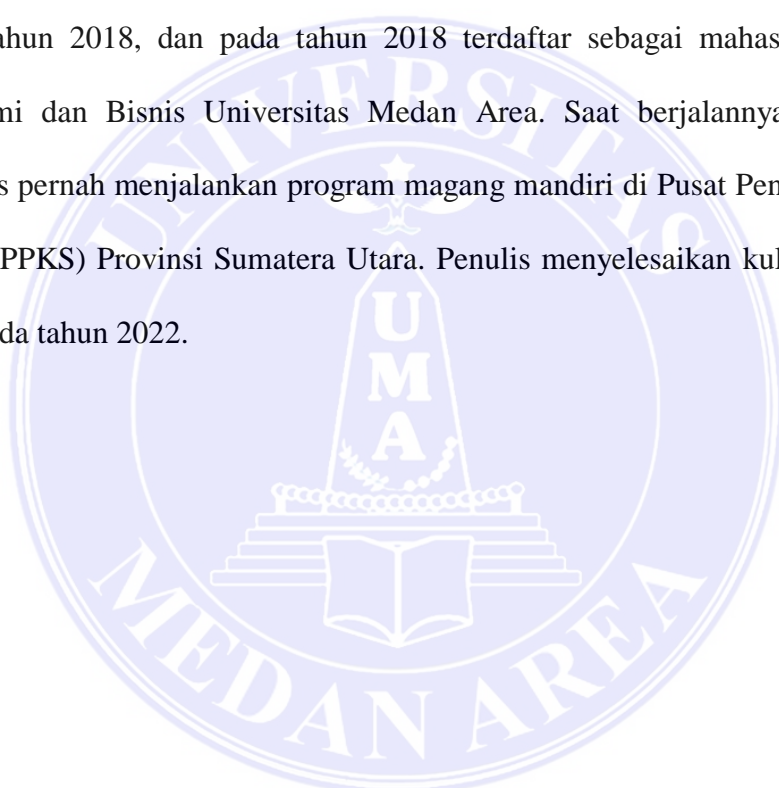 ahun 2018, dan pada tahun 2018 terdaftar sebagai mahas
mi dan Bisnis Universitas Medan Area. Saat berjalannya
s pernah menjalankan program magang mandiri di Pusat Pen
PPKS) Provinsi Sumatera Utara. Penulis menyelesaikan kul
da tahun 2022.
UNIVERSITAS
U
M
A
MEDAN AREA